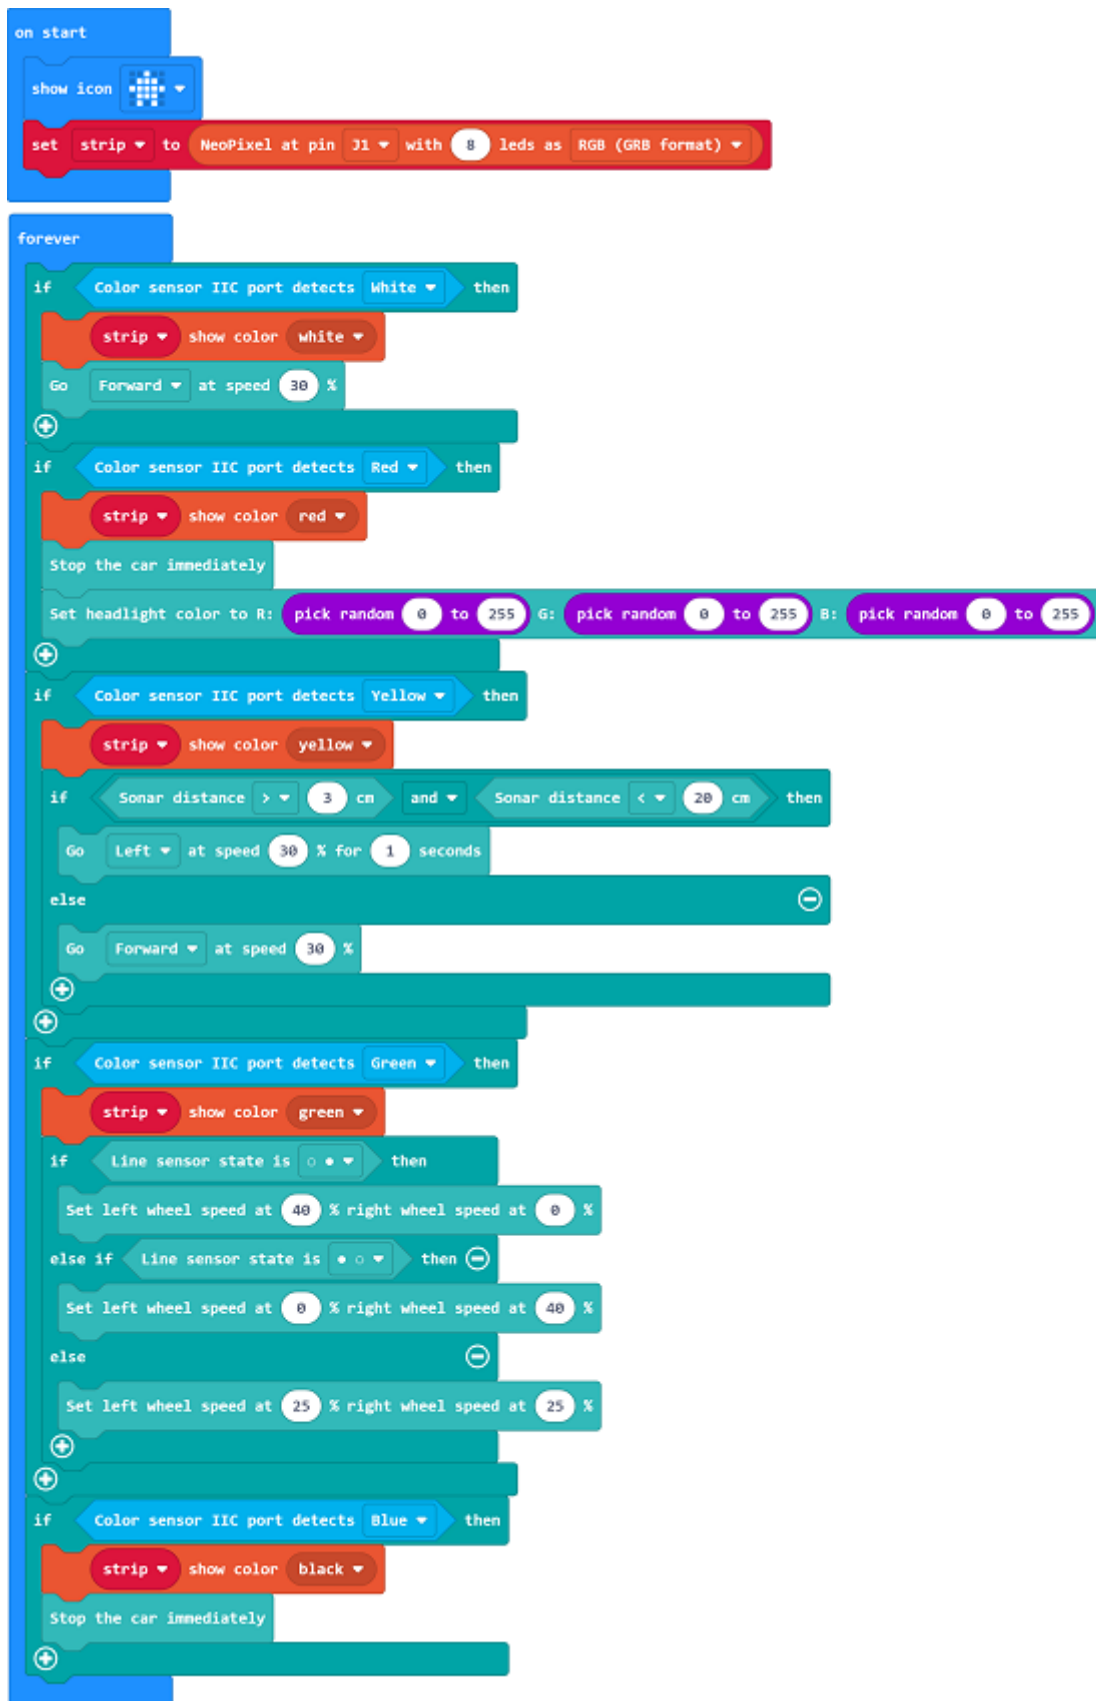 on start
show icon
set strip to NeoPixel at pin J1 with 8 leds as RGB (GRB format)
forever
if Color sensor IIC port detects White then
strip show color white
Go Forward at speed 30 %
if Color sensor IIC port detects Red then
strip show color red
Stop the car immediately
Set headlight color to R: pick random 0 to 255 G: pick random 0 to 255 B: pick random 0 to 255
if Color sensor IIC port detects Yellow then
strip show color yellow
if Sonar distance > 3 cm and Sonar distance < 20 cm then
Go Left at speed 30 % for 1 seconds
else
Go Forward at speed 30 %
if Color sensor IIC port detects Green then
strip show color green
if Line sensor state is ○ ● then
Set left wheel speed at 40 % right wheel speed at 0 %
else if Line sensor state is ● ○ then
Set left wheel speed at 0 % right wheel speed at 40 %
else
Set left wheel speed at 25 % right wheel speed at 25 %
if Color sensor IIC port detects Blue then
strip show color black
Stop the car immediately